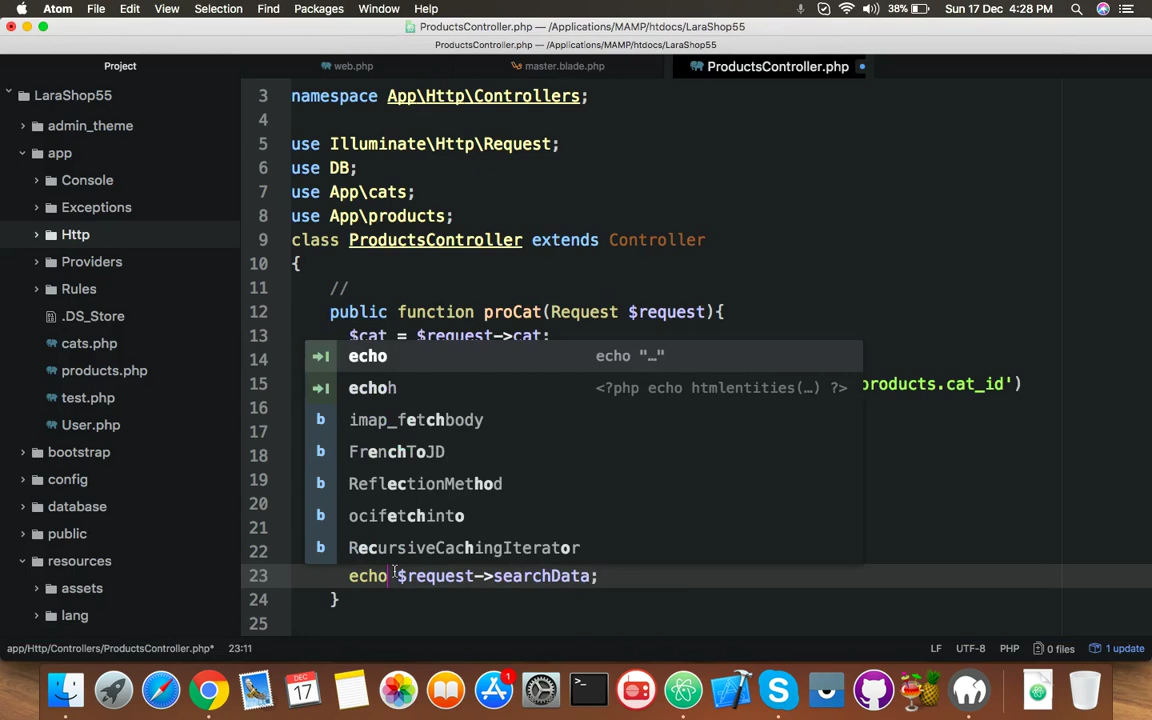 Atom File Edit View Selection Find Packages Window Help 38% Sun 17 Dec 4:28 PM
ProductsController.php — /Applications/MAMP/htdocs/LaraShop55
ProductsController.php — /Applications/MAMP/htdocs/LaraShop55
Project web.php master.blade.php ProductsController.php
LaraShop55
admin_theme
app
Console
Exceptions
Http
Providers
Rules
.DS_Store
cats.php
products.php
test.php
User.php
bootstrap
config
database
public
resources
assets
lang
3 namespace App\Http\Controllers;
4
5 use Illuminate\Http\Request;
6 use DB;
7 use App\cats;
8 use App\products;
9 class ProductsController extends Controller
10 {
11 //
12 public function proCat(Request $request){
13 $cat = $request->cat;
14
15 products.cat_id')
16
17
18
19
20
21
22
23 echo $request->searchData;
24 }
25
echo echo "…"
echoh <?php echo htmlentities(…) ?>
b imap_fetchbody
b FrenchToJD
b ReflectionMethod
b ocifetchinto
b RecursiveCachingIterator
app/Http/Controllers/ProductsController.php* 23:11 LF UTF-8 PHP 0 files 1 update
DEC
17
1